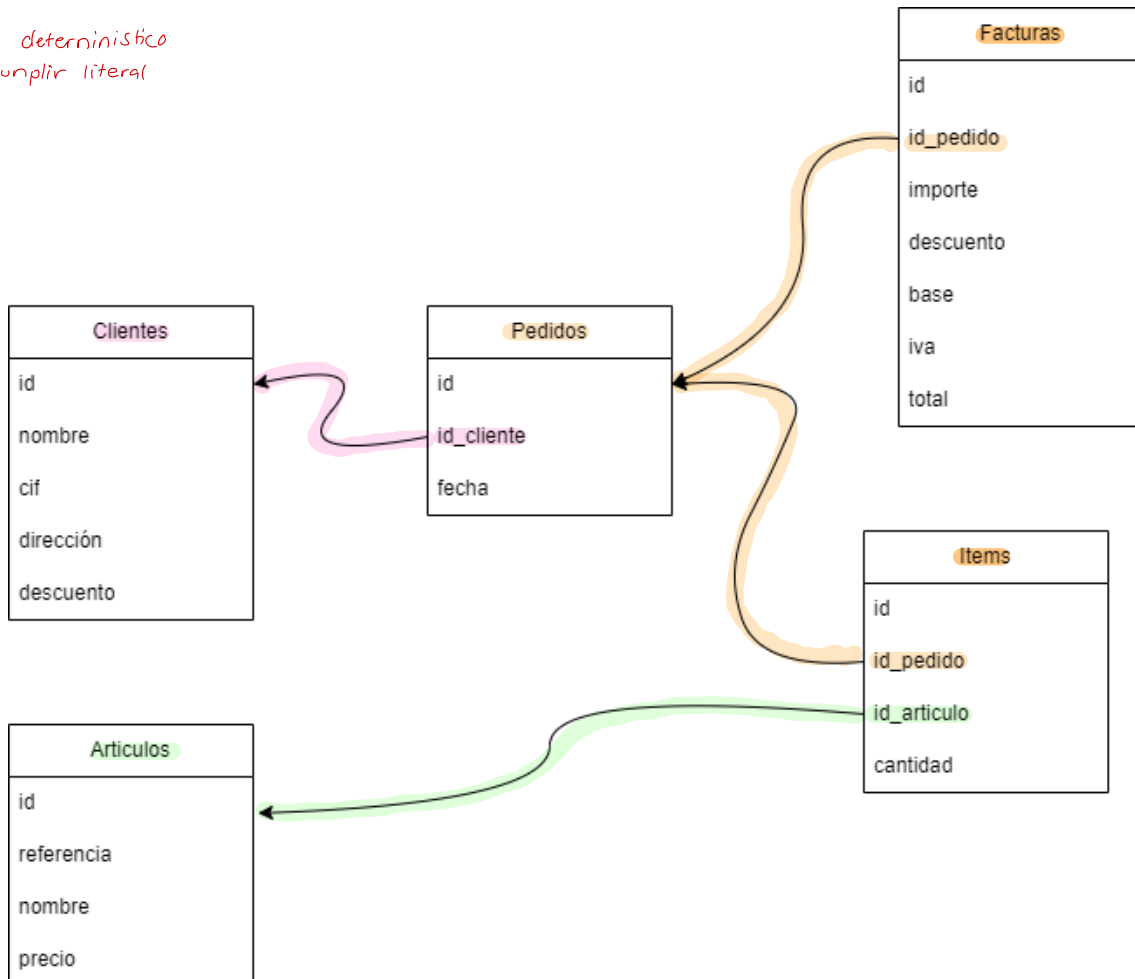 deterministico
unplir literal
Facturas
id
id_pedido
importe
descuento
base
iva
total
Clientes
id
nombre
cif
dirección
descuento
Pedidos
id
id_cliente
fecha
Items
id
id_pedido
id_articulo
cantidad
Articulos
id
referencia
nombre
precio